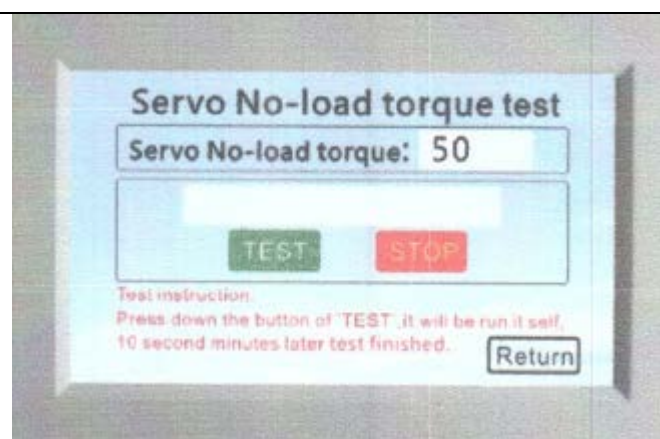 Servo No-load torque test
Servo No-load torque: 50
TEST STOP
Test instruction.
Press down the button of 'TEST',it will be run it self,
10 second minutes later test finished.
Return